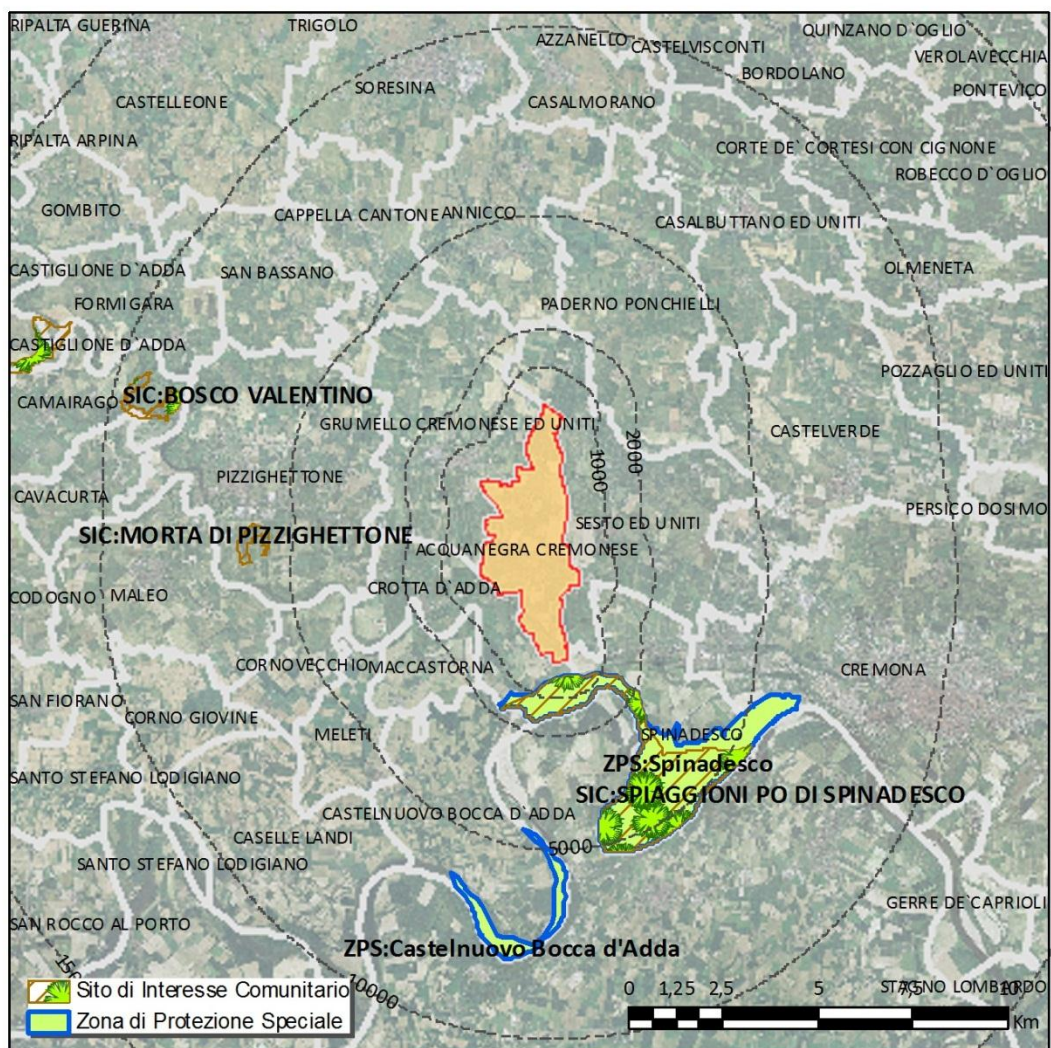 RIPALTA GUERINA
TRIGOLO
AZZANELLO
CASTELVISCONTI
QUINZANO D`OGLIO
VEROLAVECCHIA
BORDOLANO
PONTEVICO
SORESINA
CASTELLEONE
CASALMORANO
RIPALTA ARPINA
CORTE DE` CORTESI CON CIGNONE
ROBECCO D`OGLIO
GOMBITO
CAPPELLA CANTONE
ANNICCO
CASALBUTTANO ED UNITI
CASTIGLIONE D`ADDA
SAN BASSANO
OLMENETA
FORMIGARA
PADERNO PONCHIELLI
CASTIGLIONE D`ADDA
POZZAGLIO ED UNITI
CAMAIRAGO
SIC:BOSCO VALENTINO
GRUMELLO CREMONESE ED UNITI
CASTELVERDE
1000
2000
PIZZIGHETTONE
CAVACURTA
PERSICO DOSIMO
SESTO ED UNITI
SIC:MORTA DI PIZZIGHETTONE
ACQUANEGRA CREMONESE
CROTTA D`ADDA
CODOGNO
MALEO
CORNOVECCHIO
MACCASTORNA
CREMONA
SAN FIORANO
CORNO GIOVINE
MELETI
SPINADESCO
ZPS:Spinadesco
SANTO STEFANO LODIGIANO
SIC:SPIAGGIONI PO DI SPINADESCO
CASTELNUOVO BOCCA D`ADDA
CASELLE LANDI
5000
SANTO STEFANO LODIGIANO
GERRE DE`CAPRIOLI
SAN ROCCO AL PORTO
ZPS:Castelnuovo Bocca d'Adda
10000
STAGNO LOMBARDO
Sito di Interesse Comunitario
Zona di Protezione Speciale
0 1,25 2,5 5 7,5 10
Km